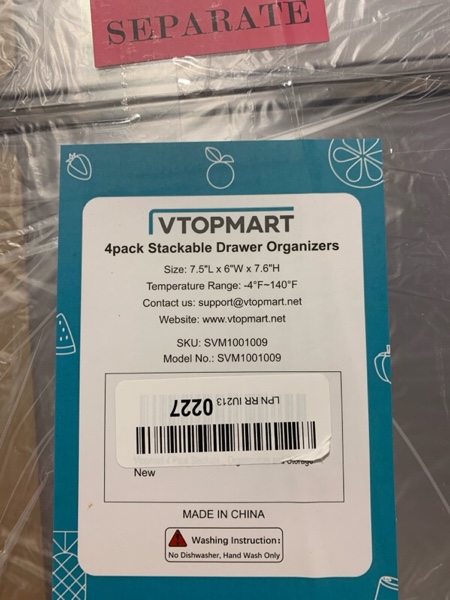 SEPARATE
VTOPMART
4pack Stackable Drawer Organizers
Size: 7.5"L x 6"W x 7.6"H
Temperature Range: -4°F~140°F
Contact us: support@vtopmart.net
Website: www.vtopmart.net
SKU: SVM1001009
Model No.: SVM1001009
LPN RR IU213
0227
Storage
New
MADE IN CHINA
Washing Instruction:
No Dishwasher, Hand Wash Only